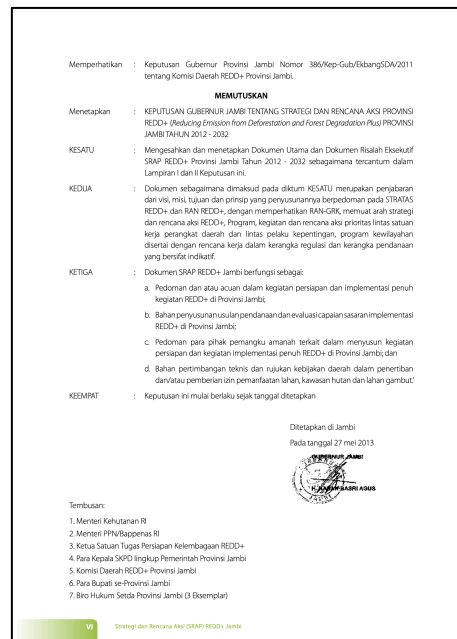 Memperhatikan : Keputusan Gubernur Provinsi Jambi Nomor 386/Kep-Gub/EkbangSDA/2011
tentang Komisi Daerah REDD+ Provinsi Jambi.
MEMUTUSKAN
Menetapkan : KEPUTUSAN GUBERNUR JAMBI TENTANG STRATEGI DAN RENCANA AKSI PROVINSI
REDD+ (Reducing Emission from Deforestation and Forest Degradation Plus) PROVINSI
JAMBI TAHUN 2012 - 2032
KESATU : Mengesahkan dan menetapkan Dokumen Utama dan Dokumen Risalah Eksekutif
SRAP REDD+ Provinsi Jambi Tahun 2012 - 2032 sebagaimana tercantum dalam
Lampiran I dan II Keputusan ini.
KEDUA : Dokumen sebagaimana dimaksud pada diktum KESATU merupakan penjabaran
dari visi, misi, tujuan dan prinsip yang penyusunannya berpedoman pada STRATAS
REDD+ dan RAN REDD+, dengan memperhatikan RAN-GRK, memuat arah strategi
dan rencana aksi REDD+, Program, kegiatan dan rencana aksi prioritas lintas satuan
kerja perangkat daerah dan lintas pelaku kepentingan, program kewilayahan
disertai dengan rencana kerja dalam kerangka regulasi dan kerangka pendanaan
yang bersifat indikatif.
KETIGA : Dokumen SRAP REDD+ Jambi berfungsi sebagai:
a. Pedoman dan atau acuan dalam kegiatan persiapan dan implementasi penuh
kegiatan REDD+ di Provinsi Jambi;
b. Bahan penyusunan usulan pendanaan dan evaluasi capaian sasaran implementasi
REDD+ di Provinsi Jambi;
c. Pedoman para pihak pemangku amanah terkait dalam menyusun kegiatan
persiapan dan kegiatan implementasi penuh REDD+ di Provinsi Jambi; dan
d. Bahan pertimbangan teknis dan rujukan kebijakan daerah dalam penertiban
dan/atau pemberian izin pemanfaatan lahan, kawasan hutan dan lahan gambut.'
KEEMPAT : Keputusan ini mulai berlaku sejak tanggal ditetapkan
Ditetapkan di Jambi
Pada tanggal 27 mei 2013
GUBERNUR JAMBI
H. HASAN BASRI AGUS
Tembusan:
1. Menteri Kehutanan RI
2. Menteri PPN/Bappenas RI
3. Ketua Satuan Tugas Persiapan Kelembagaan REDD+
4. Para Kepala SKPD lingkup Pemerintah Provinsi Jambi
5. Komisi Daerah REDD+ Provinsi Jambi
6. Para Bupati se-Provinsi Jambi
7. Biro Hukum Setda Provinsi Jambi (3 Eksemplar)
VI Strategi dan Rencana Aksi (SRAP) REDD+ Jambi